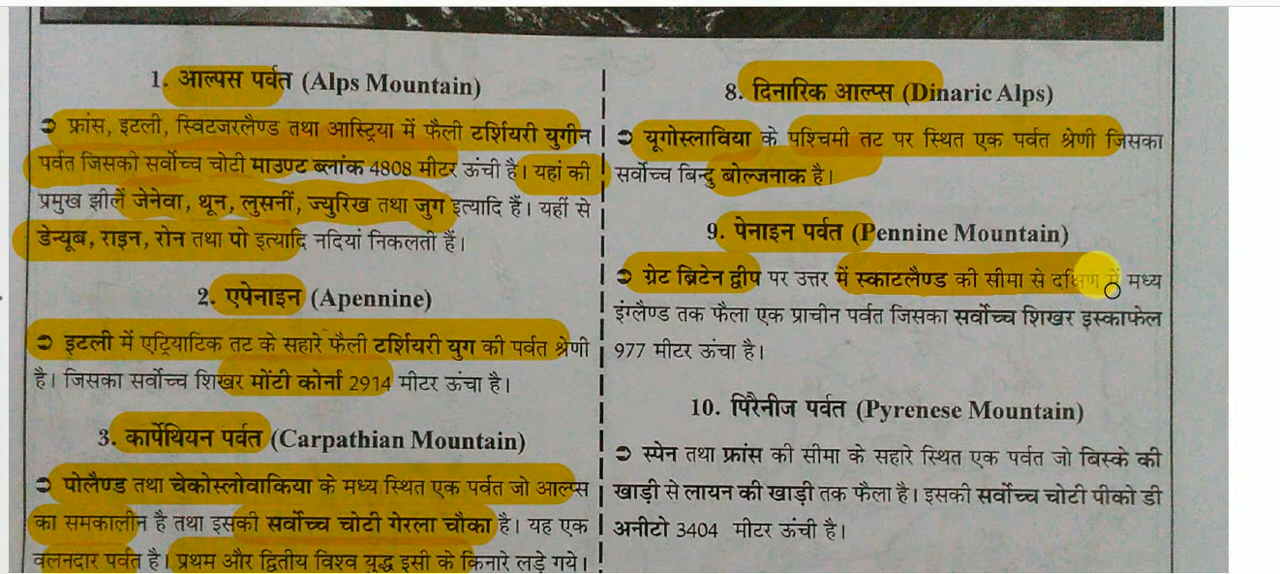 1. आल्पस पर्वत (Alps Mountain)
➲ फ्रांस, इटली, स्विटजरलैण्ड तथा आस्ट्रिया में फैली टर्शियरी युगीन
पर्वत जिसकी सर्वोच्च चोटी माउण्ट ब्लांक 4808 मीटर ऊंची है। यहां की
प्रमुख झीलें जेनेवा, थून, लुसर्नी, ज्युरिख तथा जुग इत्यादि हैं। यहीं से
डेन्यूब, राइन, रोन तथा पो इत्यादि नदियां निकलती हैं।
2. एपेनाइन (Apennine)
➲ इटली में एट्रियाटिक तट के सहारे फैली टर्शियरी युग की पर्वत श्रेणी
है। जिसका सर्वोच्च शिखर मोंटी कोर्नो 2914 मीटर ऊंचा है।
3. कार्पेथियन पर्वत (Carpathian Mountain)
➲ पोलैण्ड तथा चेकोस्लोवाकिया के मध्य स्थित एक पर्वत जो आल्प्स
का समकालीन है तथा इसकी सर्वोच्च चोटी गेरला चौका है। यह एक
वलनदार पर्वत है। प्रथम और द्वितीय विश्व युद्ध इसी के किनारे लड़े गये।
8. दिनारिक आल्प्स (Dinaric Alps)
➲ यूगोस्लाविया के पश्चिमी तट पर स्थित एक पर्वत श्रेणी जिसका
सर्वोच्च बिन्दु बोल्जनाक है।
9. पेनाइन पर्वत (Pennine Mountain)
➲ ग्रेट ब्रिटेन द्वीप पर उत्तर में स्काटलैण्ड की सीमा से दक्षिण में मध्य
इंग्लैण्ड तक फैला एक प्राचीन पर्वत जिसका सर्वोच्च शिखर इस्काफेल
977 मीटर ऊंचा है।
10. पिरैनीज पर्वत (Pyrenese Mountain)
➲ स्पेन तथा फ्रांस की सीमा के सहारे स्थित एक पर्वत जो बिस्के की
खाड़ी से लायन की खाड़ी तक फैला है। इसकी सर्वोच्च चोटी पीको डी
अनीटो 3404 मीटर ऊंची है।